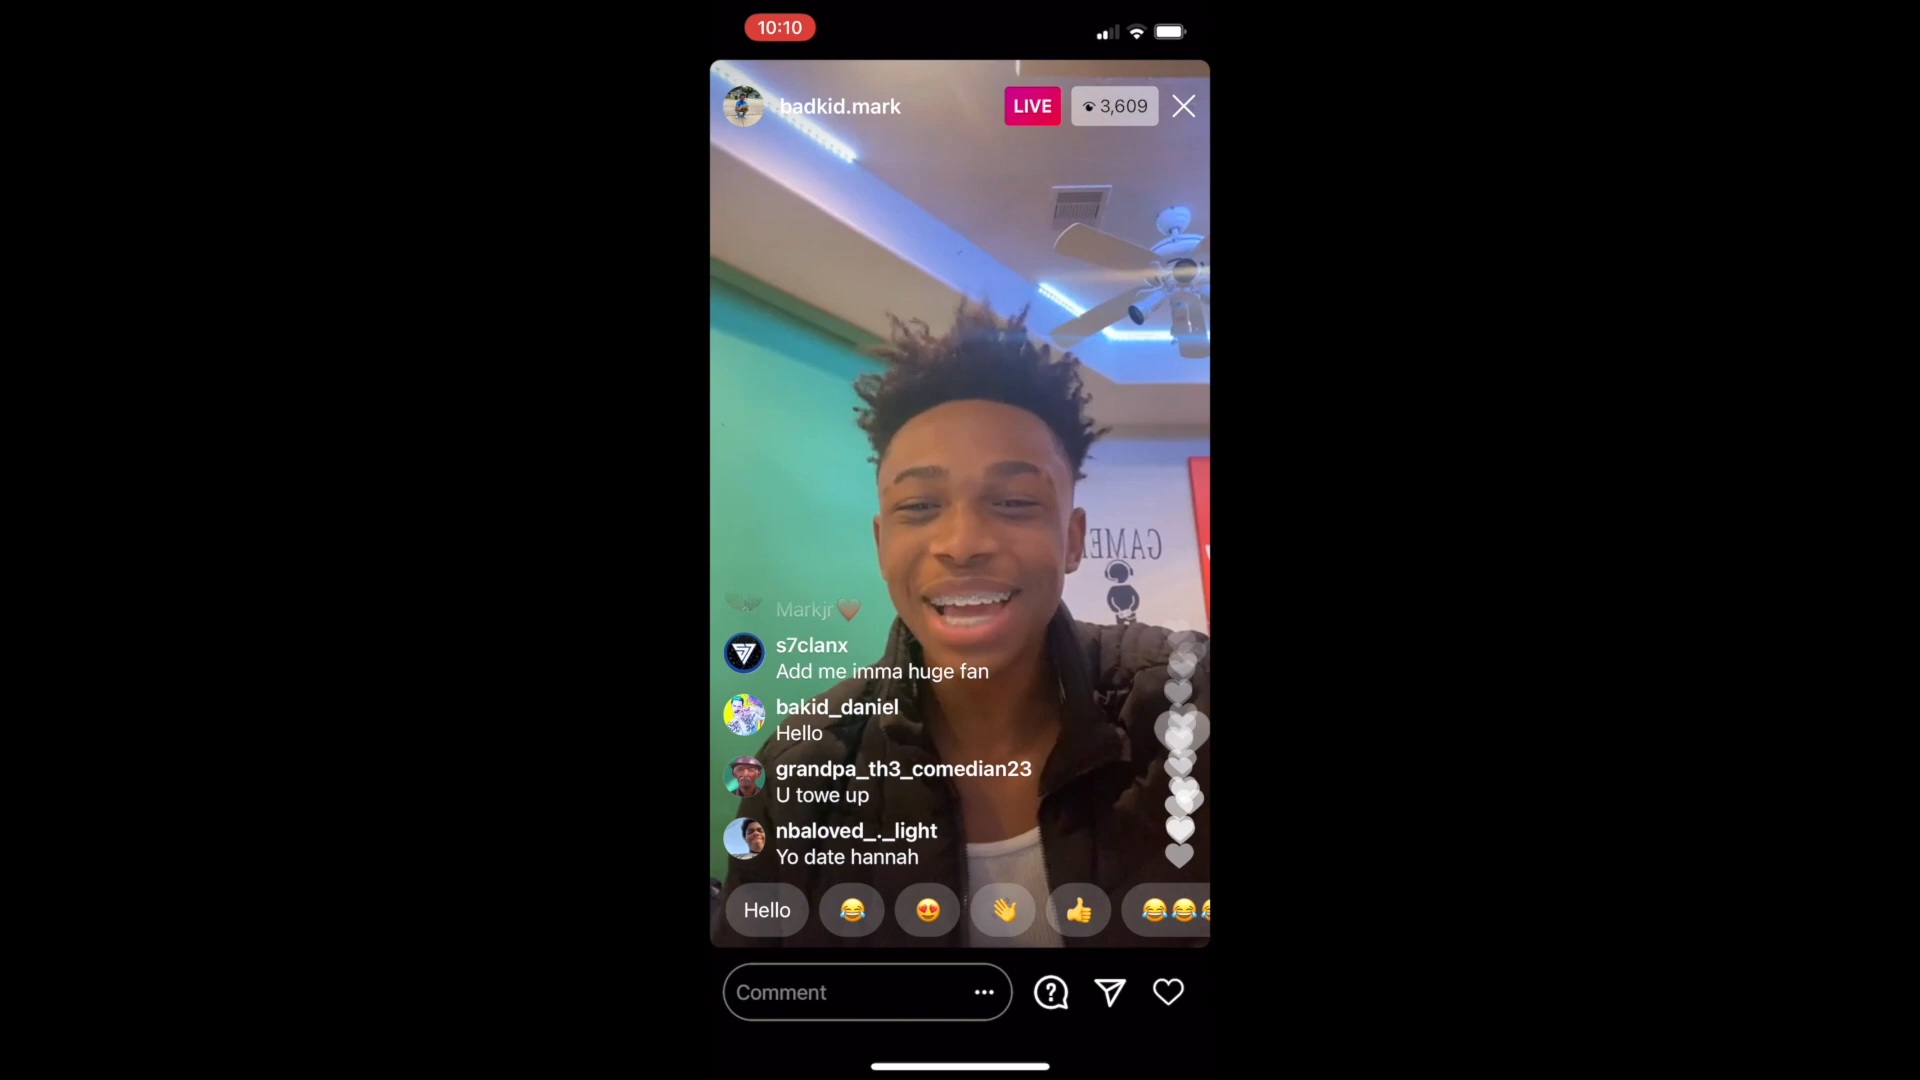 10:10
badkid.mark
LIVE
3,609
GAME
Markjr🤎
s7clanx
Add me imma huge fan
bakid_daniel
Hello
grandpa_th3_comedian23
U towe up
nbaloved_._light
Yo date hannah
Hello 😂 😍 👋 👍 😂😂
Comment